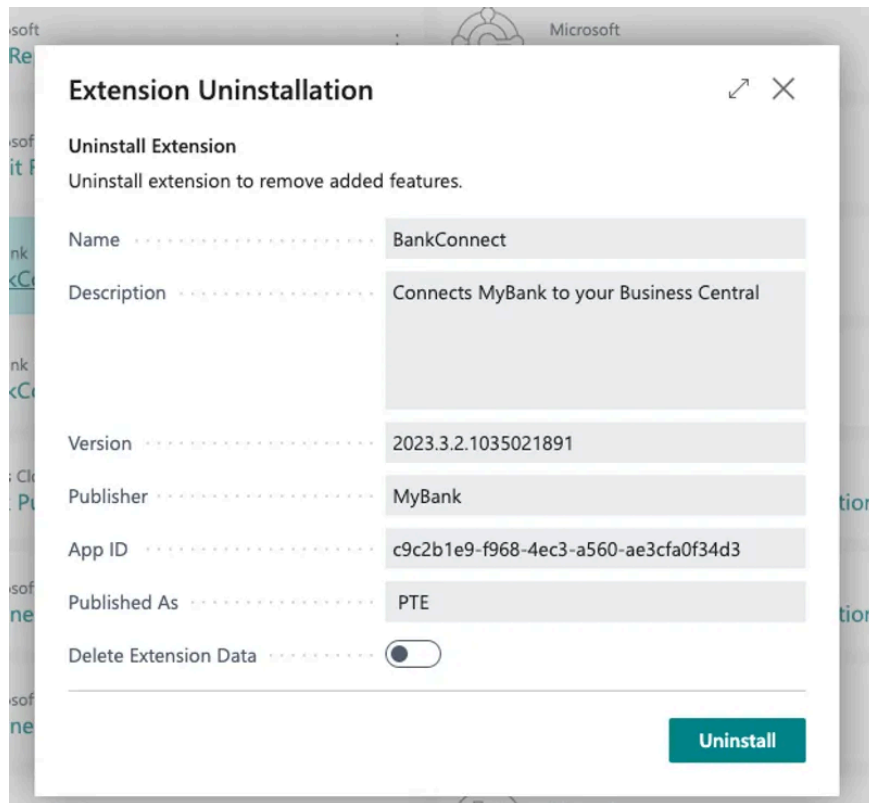 soft
Microsoft
Re
Extension Uninstallation
Uninstall Extension
Uninstall extension to remove added features.
Name
BankConnect
Description
Connects MyBank to your Business Central
Version
2023.3.2.1035021891
Publisher
MyBank
App ID
c9c2b1e9-f968-4ec3-a560-ae3cfa0f34d3
Published As
PTE
Delete Extension Data
Uninstall